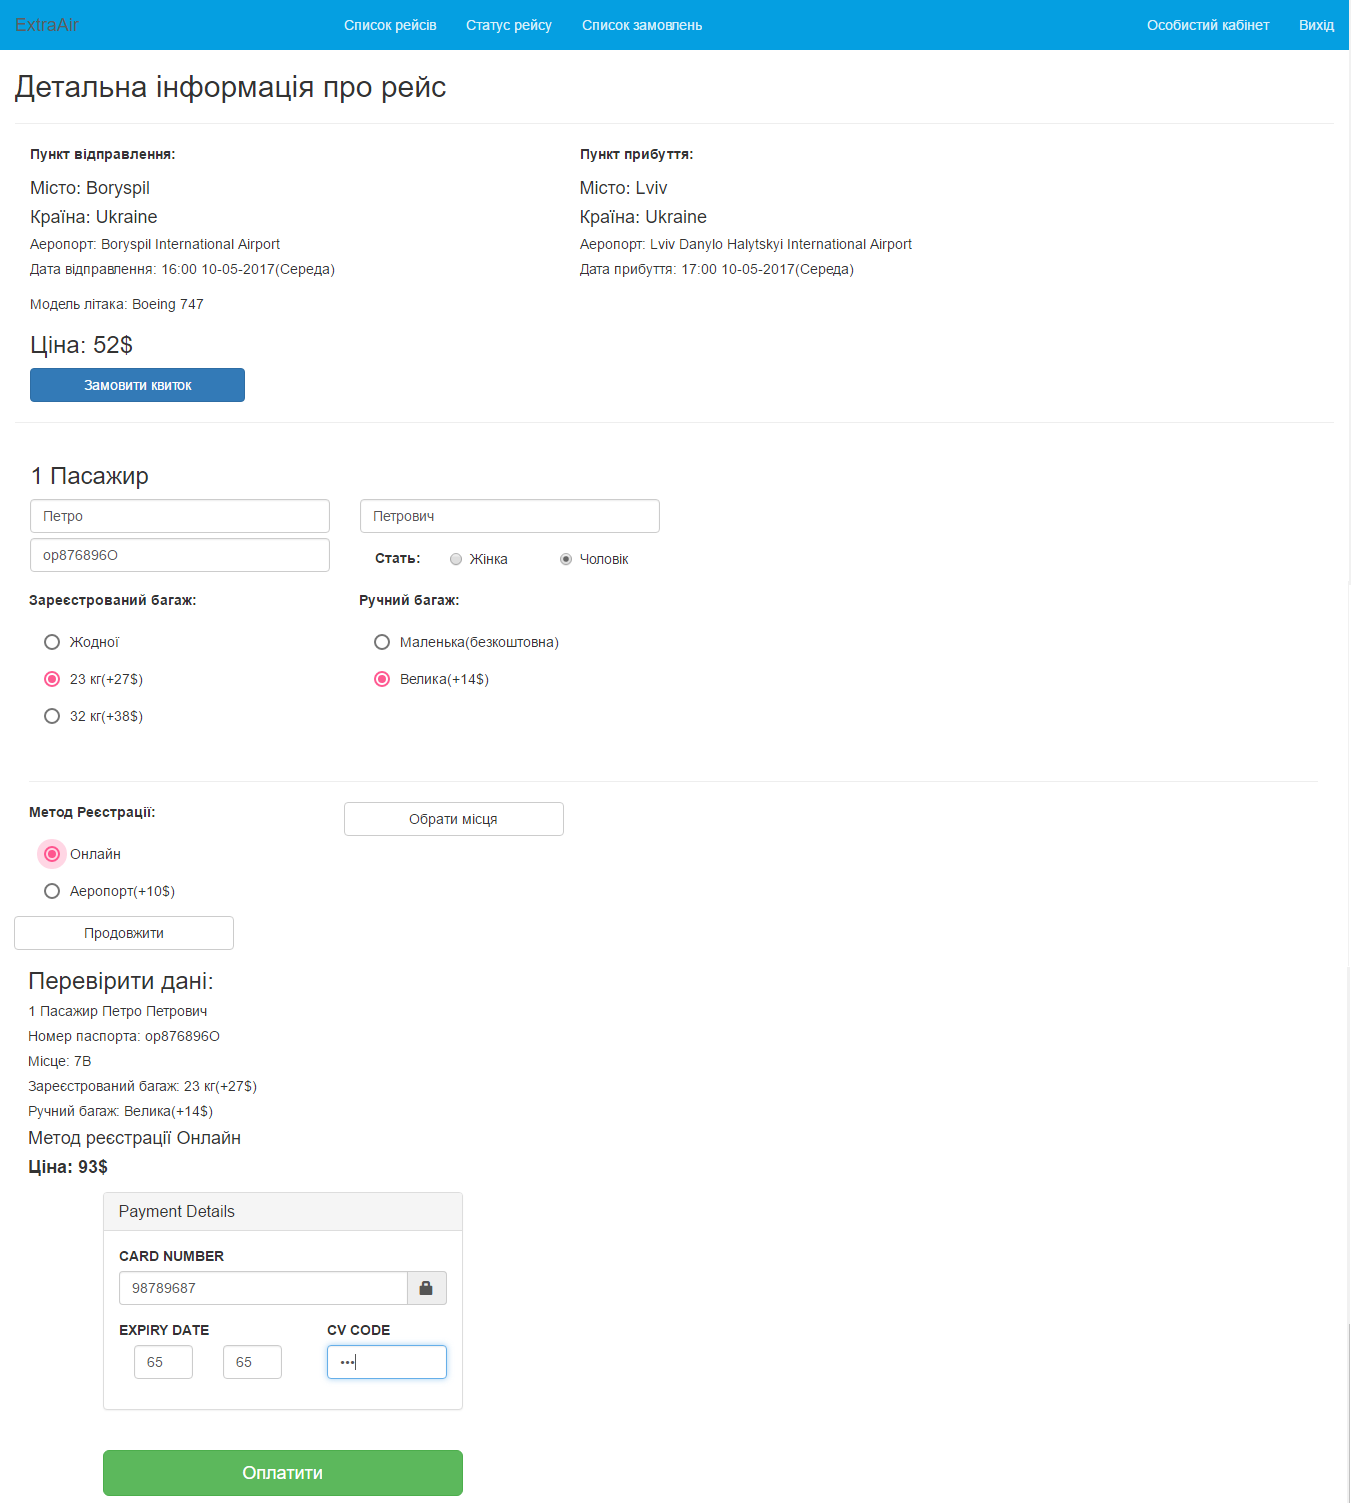 ExtraAir Список рейсів Статус рейсу Список замовлень Особистий кабінет Вихід
Детальна інформація про рейс
Пункт відправлення: Пункт прибуття:
Місто: Boryspil Місто: Lviv
Країна: Ukraine Країна: Ukraine
Аеропорт: Boryspil International Airport Аеропорт: Lviv Danylo Halytskyi International Airport
Дата відправлення: 16:00 10-05-2017(Середа) Дата прибуття: 17:00 10-05-2017(Середа)
Модель літака: Boeing 747
Ціна: 52$
Замовити квиток
1 Пасажир
Петро Петрович
op876896O Стать: Жінка Чоловік
Зареєстрований багаж: Ручний багаж:
Жодної Маленька(безкоштовна)
23 кг(+27$) Велика(+14$)
32 кг(+38$)
Метод Реєстрації: Обрати місця
Онлайн
Аеропорт(+10$)
Продовжити
Перевірити дані:
1 Пасажир Петро Петрович
Номер паспорта: op876896O
Місце: 7B
Зареєстрований багаж: 23 кг(+27$)
Ручний багаж: Велика(+14$)
Метод реєстрації Онлайн
Ціна: 93$
Payment Details
CARD NUMBER
98789687
EXPIRY DATE CV CODE
65 65 •••
Оплатити